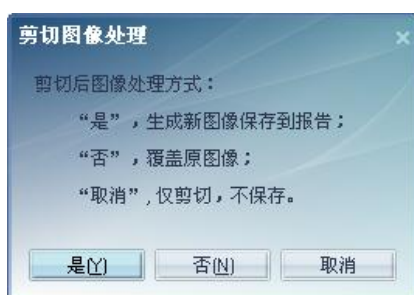 剪切图像处理
剪切后图像处理方式：
“是”，生成新图像保存到报告；
“否”，覆盖原图像；
“取消”,仅剪切，不保存。
是(Y) 否(N) 取消